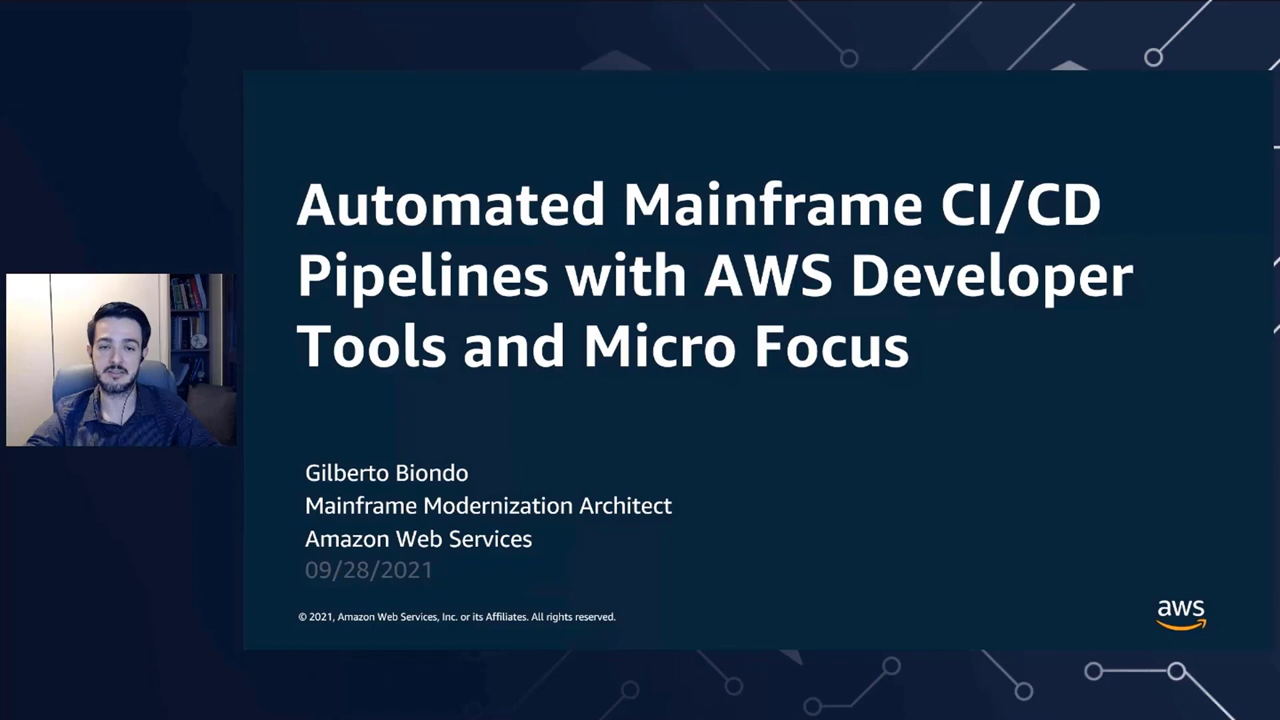 Automated Mainframe CI/CD
Pipelines with AWS Developer
Tools and Micro Focus
Gilberto Biondo
Mainframe Modernization Architect
Amazon Web Services
09/28/2021
© 2021, Amazon Web Services, Inc. or its Affiliates. All rights reserved.
aws